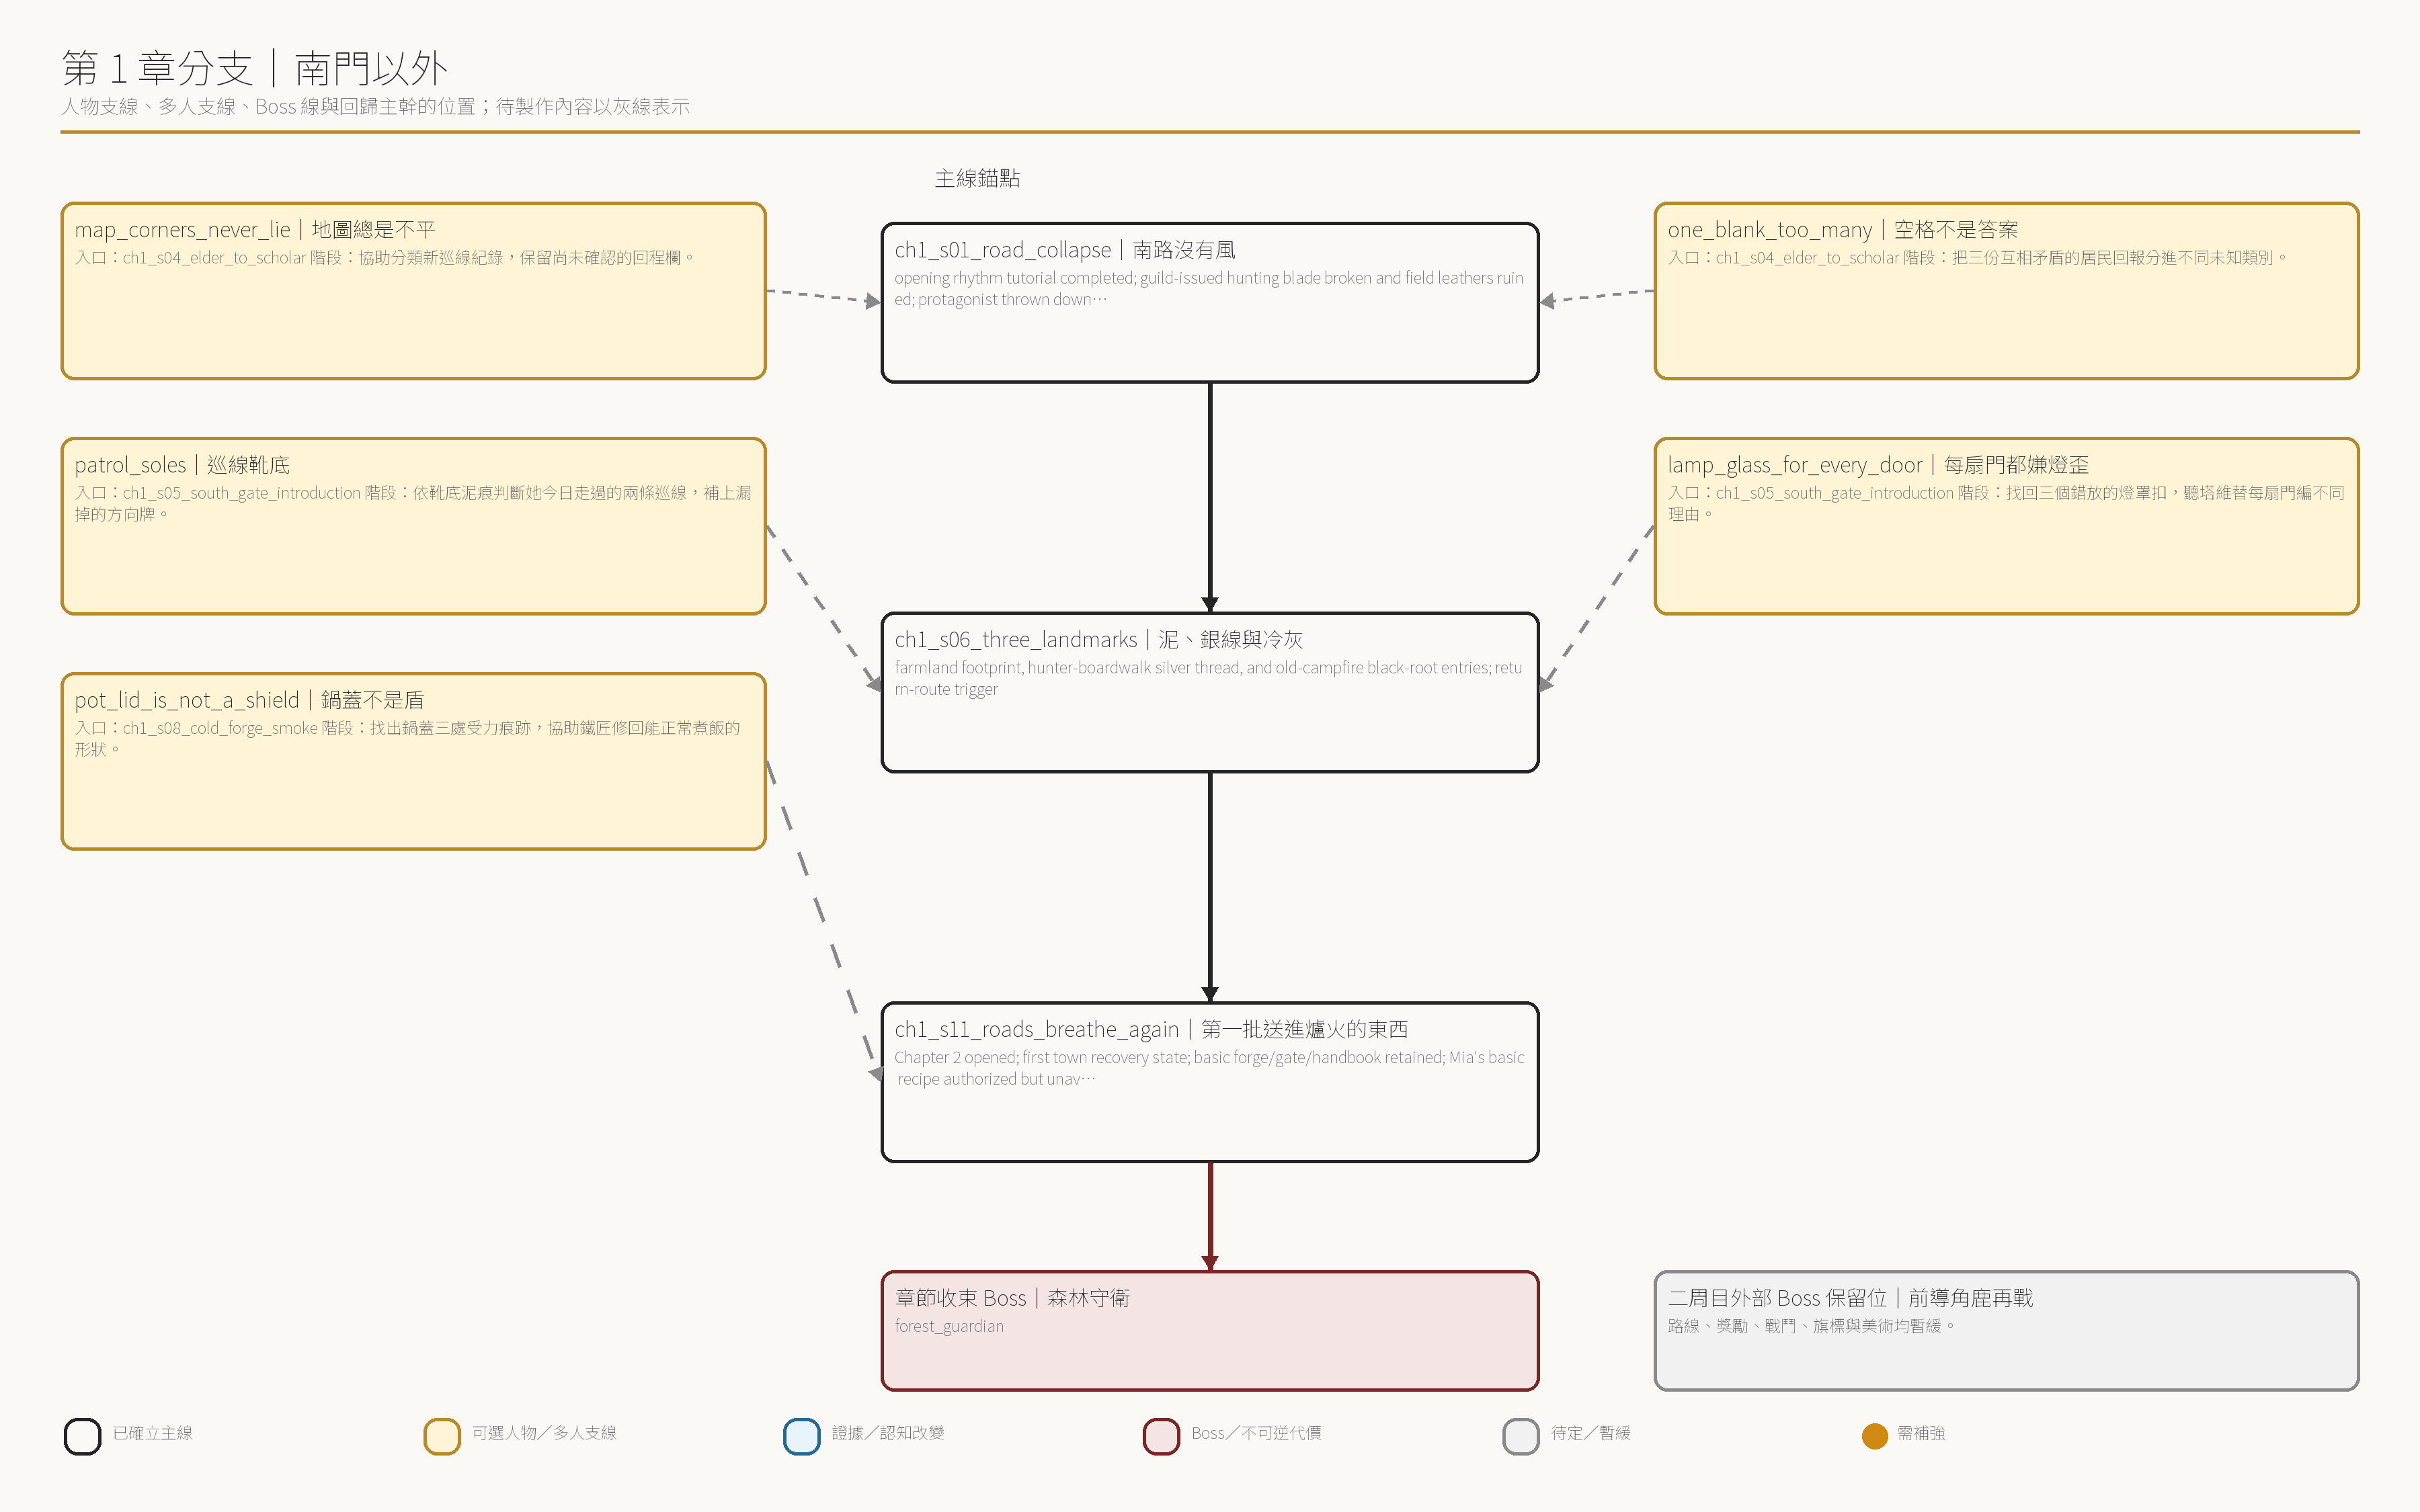 第 1 章分支｜南門以外
人物支線、多人支線、Boss 線與回歸主幹的位置；待製作內容以灰線表示
主線錨點
map_corners_never_lie｜地圖總是不平
入口：ch1_s04_elder_to_scholar 階段：協助分類新巡線紀錄，保留尚未確認的回程欄。
ch1_s01_road_collapse｜南路沒有風
opening rhythm tutorial completed; guild-issued hunting blade broken and field leathers ruin
ed; protagonist thrown down…
one_blank_too_many｜空格不是答案
入口：ch1_s04_elder_to_scholar 階段：把三份互相矛盾的居民回報分進不同未知類別。
patrol_soles｜巡線靴底
入口：ch1_s05_south_gate_introduction 階段：依靴底泥痕判斷她今日走過的兩條巡線，補上漏
掉的方向牌。
lamp_glass_for_every_door｜每扇門都嫌燈歪
入口：ch1_s05_south_gate_introduction 階段：找回三個錯放的燈罩扣，聽塔維替每扇門編不同
理由。
ch1_s06_three_landmarks｜泥、銀線與冷灰
farmland footprint, hunter-boardwalk silver thread, and old-campfire black-root entries; retu
rn-route trigger
pot_lid_is_not_a_shield｜鍋蓋不是盾
入口：ch1_s08_cold_forge_smoke 階段：找出鍋蓋三處受力痕跡，協助鐵匠修回能正常煮飯的
形狀。
ch1_s11_roads_breathe_again｜第一批送進爐火的東西
Chapter 2 opened; first town recovery state; basic forge/gate/handbook retained; Mia's basic
recipe authorized but unav…
章節收束 Boss｜森林守衛
forest_guardian
二周目外部 Boss 保留位｜前導角鹿再戰
路線、獎勵、戰鬥、旗標與美術均暫緩。
已確立主線
可選人物／多人支線
證據／認知改變
Boss／不可逆代價
待定／暫緩
需補強